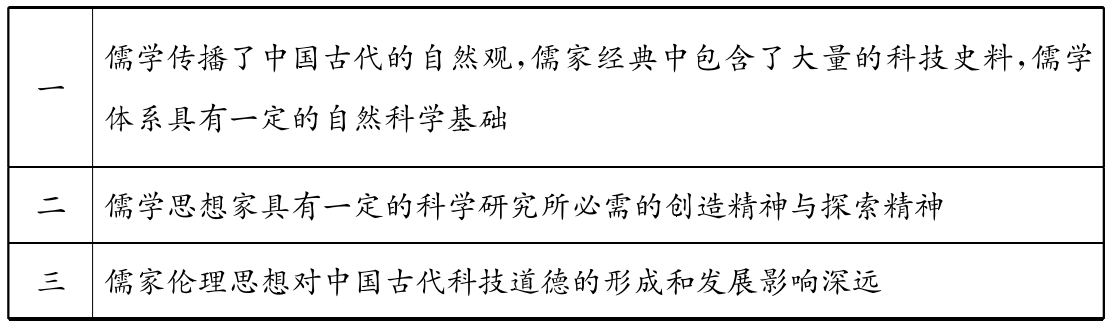 一
儒学传播了中国古代的自然观,儒家经典中包含了大量的科技史料,儒学
体系具有一定的自然科学基础
二
儒学思想家具有一定的科学研究所必需的创造精神与探索精神
三
儒家伦理思想对中国古代科技道德的形成和发展影响深远